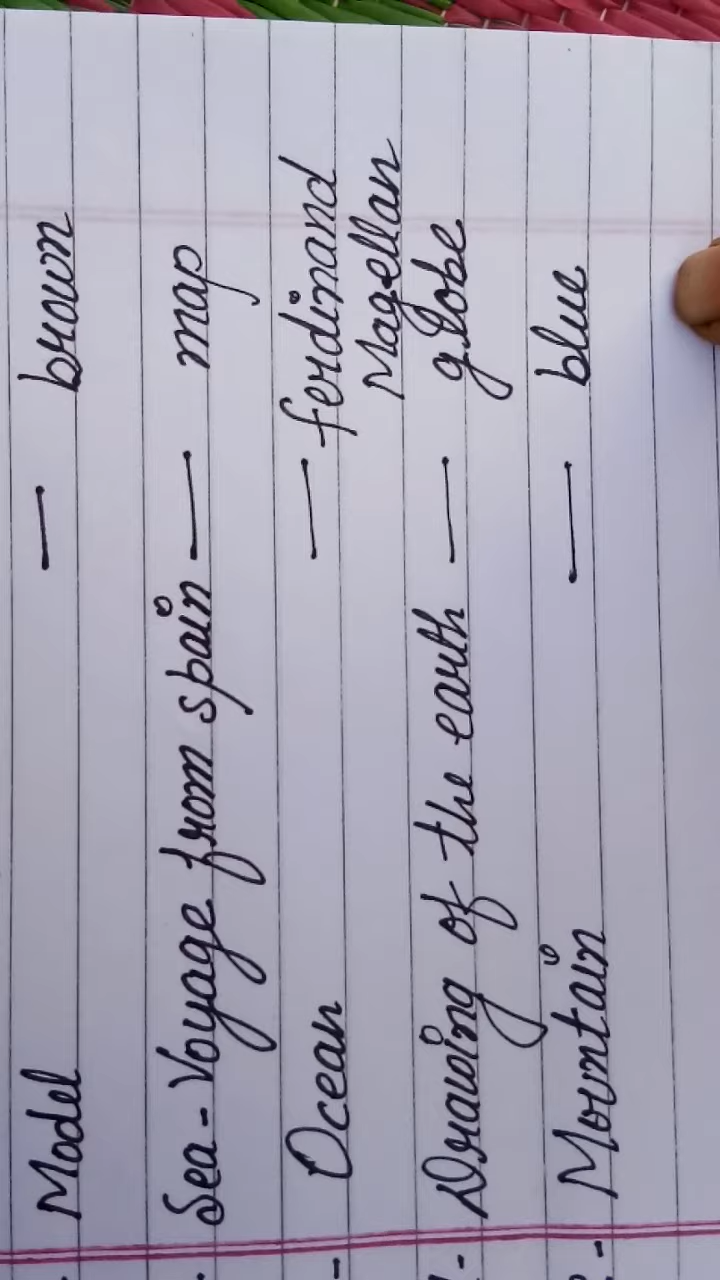 Model — brown
Sea-Voyage from spain — map
Ocean — ferdinand
Magellan
Drawing of the earth — globe
Mountain — blue